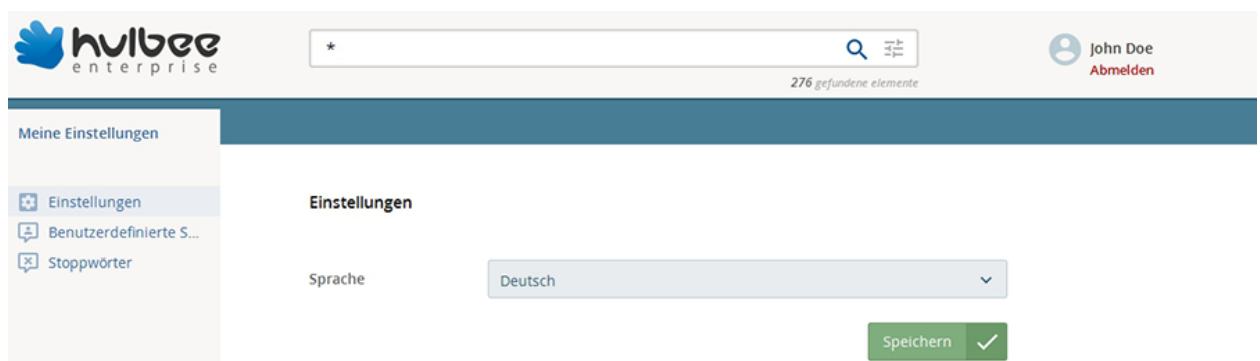 hulbee
enterprise
*
276 gefundene elemente
John Doe
Abmelden
Meine Einstellungen
Einstellungen
Benutzerdefinierte S...
Stoppwörter
Einstellungen
Sprache
Deutsch
Speichern